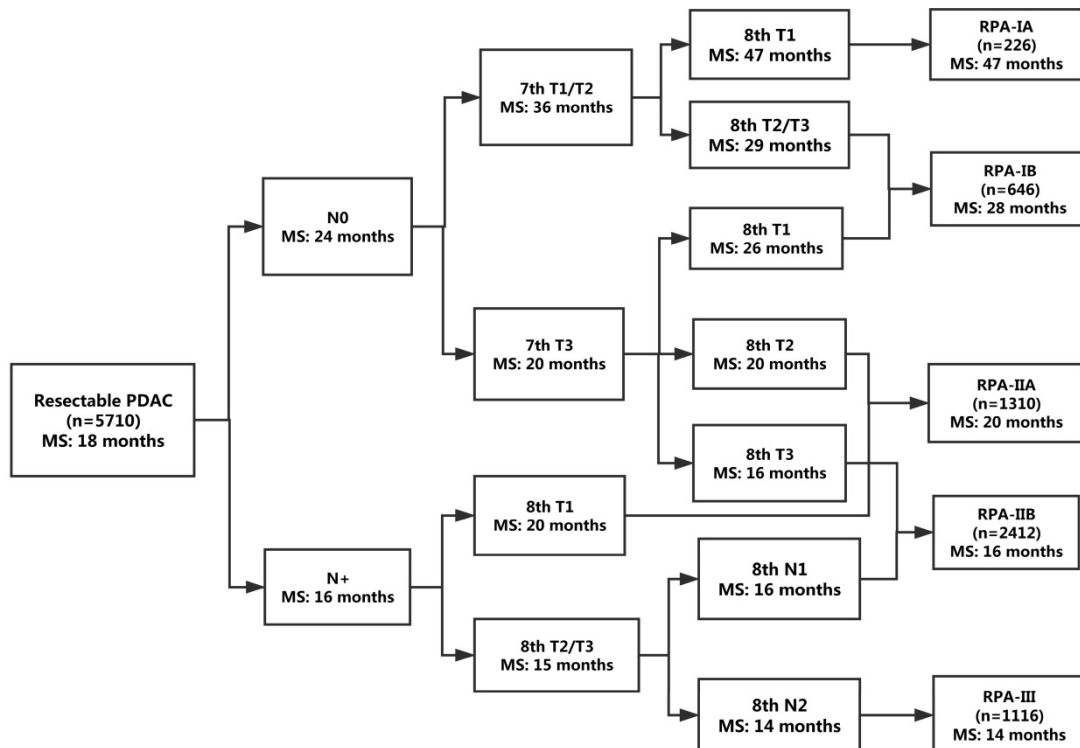 Resectable PDAC
(n=5710)
MS: 18 months
N0
MS: 24 months
N+
MS: 16 months
7th T1/T2
MS: 36 months
7th T3
MS: 20 months
8th T1
MS: 20 months
8th T2/T3
MS: 15 months
8th T1
MS: 47 months
8th T2/T3
MS: 29 months
8th T1
MS: 26 months
8th T2
MS: 20 months
8th T3
MS: 16 months
8th N1
MS: 16 months
8th N2
MS: 14 months
RPA-IA
(n=226)
MS: 47 months
RPA-IB
(n=646)
MS: 28 months
RPA-IIA
(n=1310)
MS: 20 months
RPA-IIB
(n=2412)
MS: 16 months
RPA-III
(n=1116)
MS: 14 months